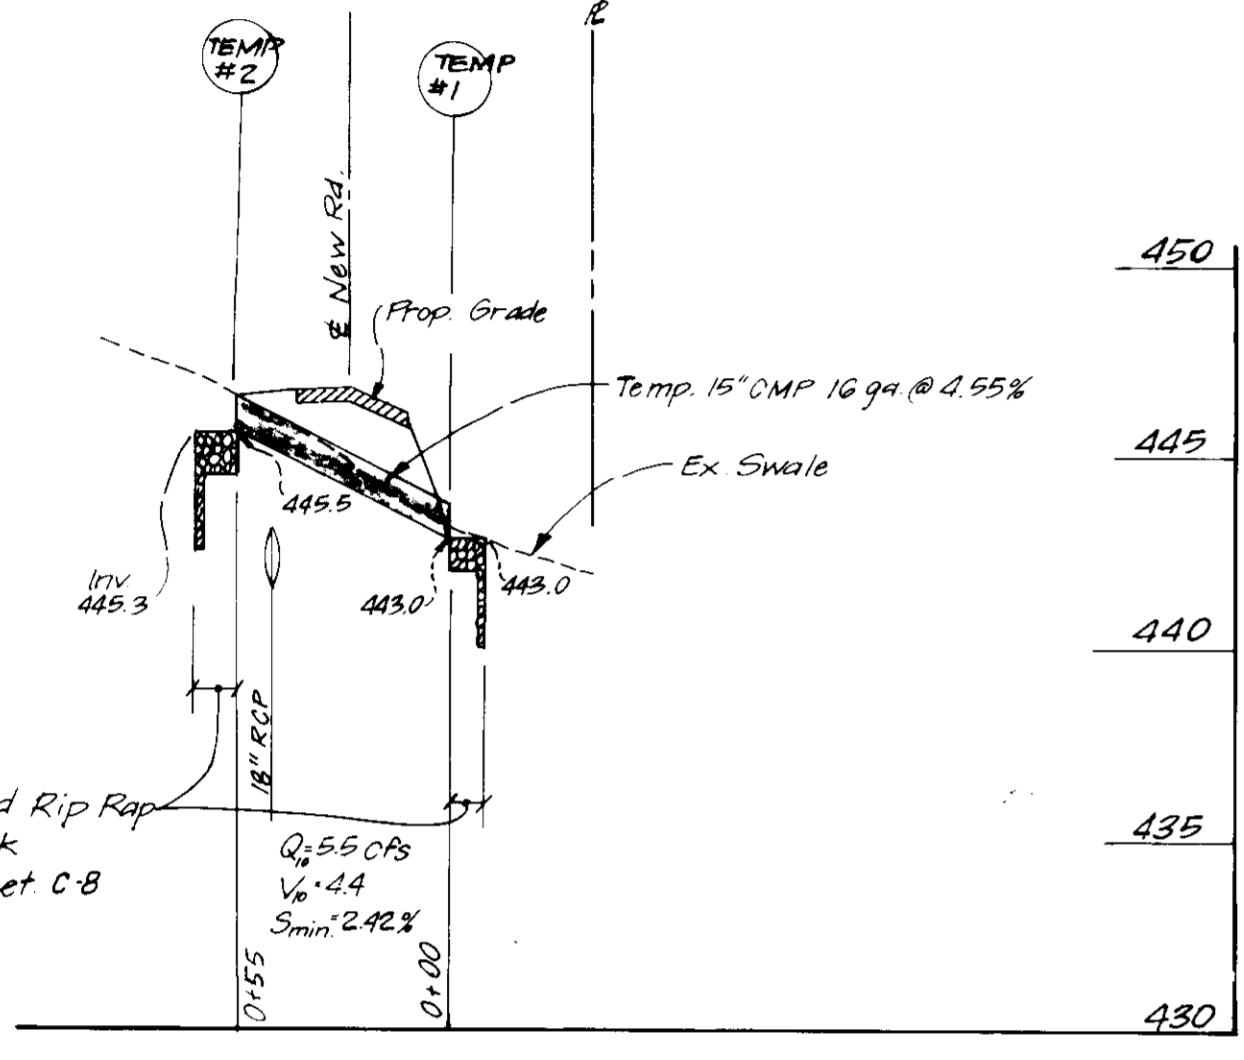 TEMP
#2
TEMP
#1
℄ New Rd.
Prop. Grade
Temp. 15" CMP 16 ga. @ 4.55%
Ex. Swale
450
445
440
435
430
445.5
Inv.
445.3
443.0
443.0
18" RCP
Rip Rap
C-8
Q10=5.5 cfs
V10=4.4
Smin.=2.42%
0+55
0+00